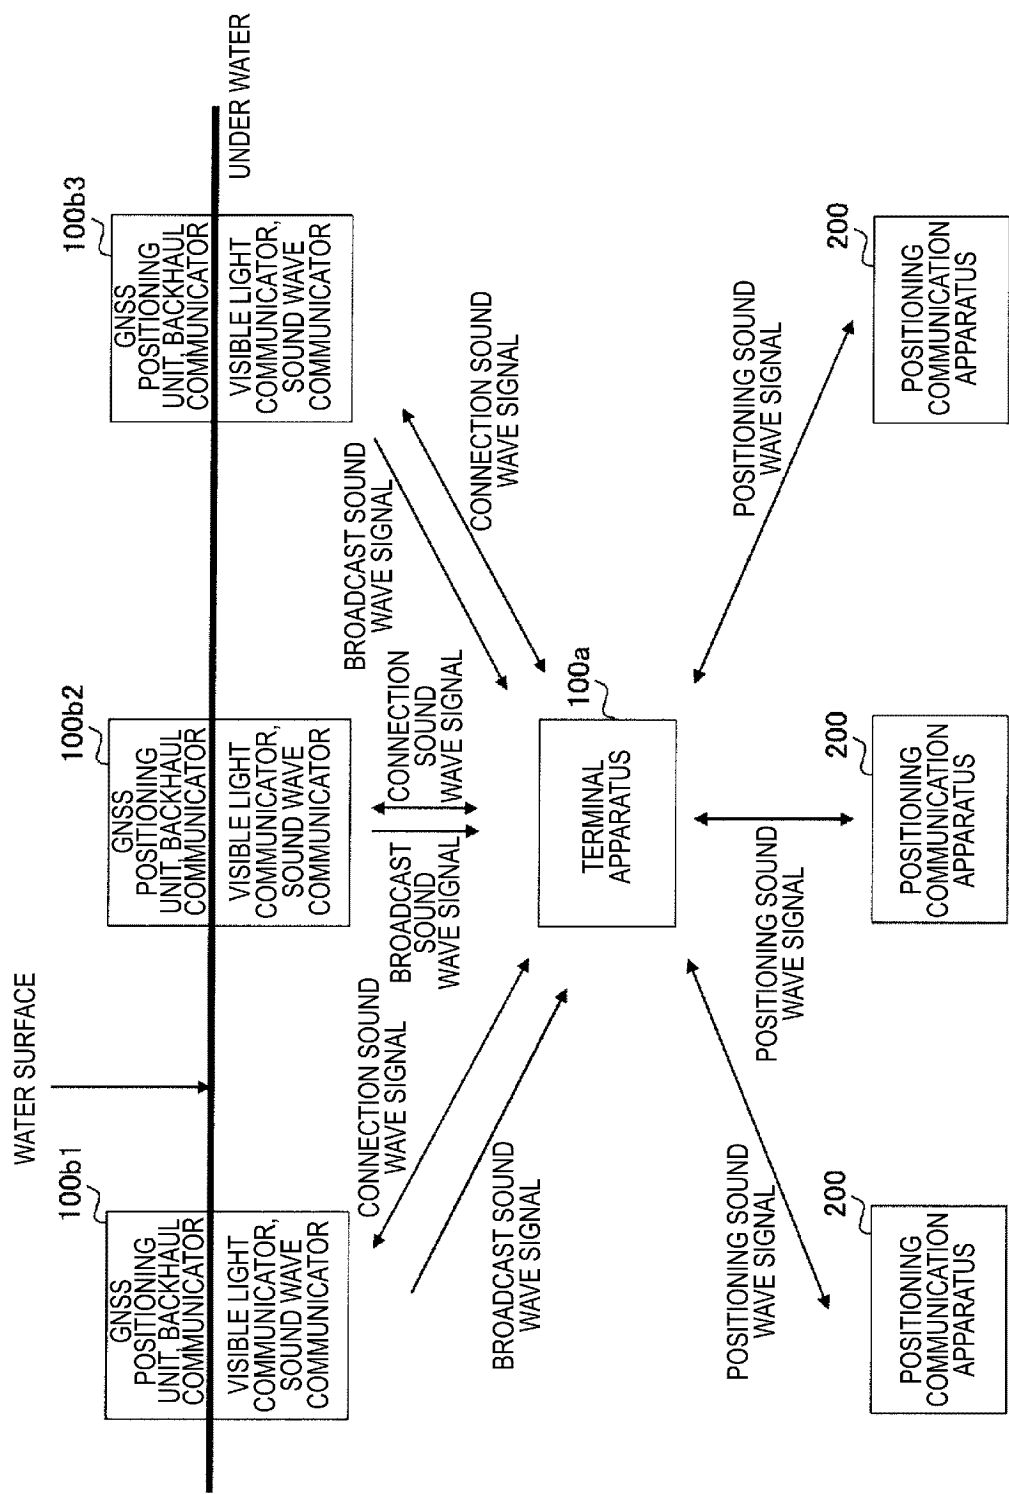 WATER SURFACE
100b1
100b2
100b3
GNSS
POSITIONING
UNIT, BACKHAUL
COMMUNICATOR
VISIBLE LIGHT
COMMUNICATOR,
SOUND WAVE
COMMUNICATOR
GNSS
POSITIONING
UNIT, BACKHAUL
COMMUNICATOR
VISIBLE LIGHT
COMMUNICATOR,
SOUND WAVE
COMMUNICATOR
GNSS
POSITIONING
UNIT, BACKHAUL
COMMUNICATOR
VISIBLE LIGHT
COMMUNICATOR,
SOUND WAVE
COMMUNICATOR
UNDER WATER
CONNECTION SOUND
WAVE SIGNAL
BROADCAST SOUND
WAVE SIGNAL
BROADCAST
SOUND
WAVE SIGNAL
CONNECTION
SOUND
WAVE SIGNAL
BROADCAST SOUND
WAVE SIGNAL
CONNECTION SOUND
WAVE SIGNAL
100a
TERMINAL
APPARATUS
POSITIONING SOUND
WAVE SIGNAL
POSITIONING SOUND
WAVE SIGNAL
POSITIONING SOUND
WAVE SIGNAL
200
POSITIONING
COMMUNICATION
APPARATUS
200
POSITIONING
COMMUNICATION
APPARATUS
200
POSITIONING
COMMUNICATION
APPARATUS